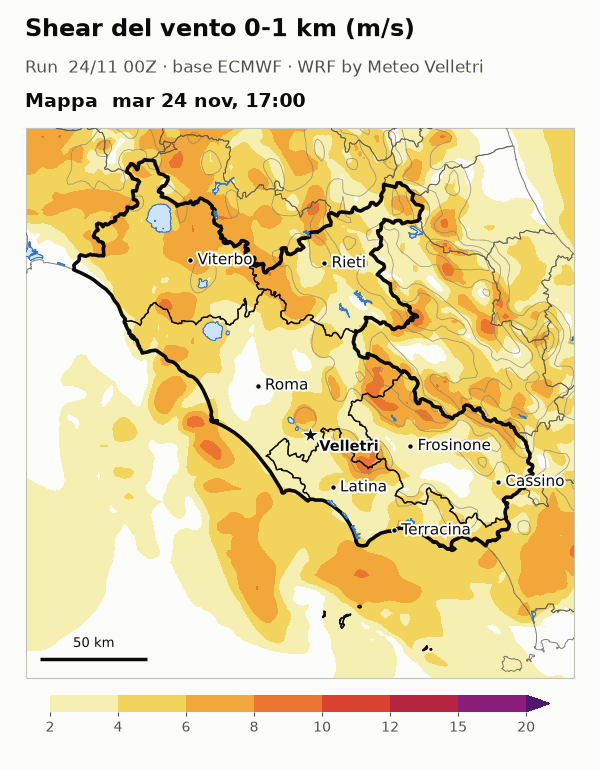 Shear del vento 0-1 km (m/s)
Run 24/11 00Z · base ECMWF · WRF by Meteo Velletri
Mappa mar 24 nov, 17:00
Viterbo
Rieti
Roma
Velletri
Frosinone
Cassino
Latina
Terracina
50 km
2 4 6 8 10 12 15 20